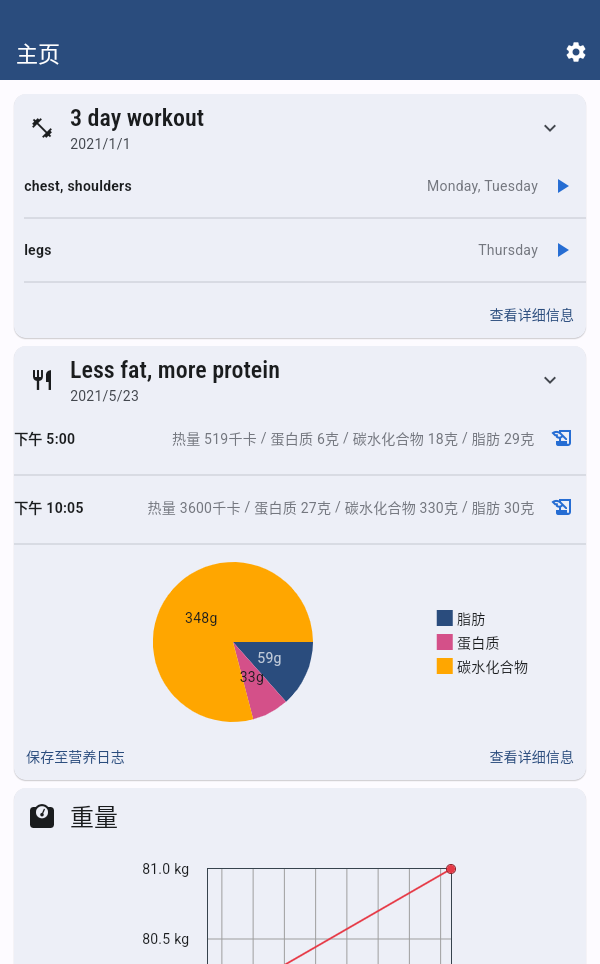 主页
3 day workout
2021/1/1
chest, shoulders Monday, Tuesday
legs Thursday
查看详细信息
Less fat, more protein
2021/5/23
下午 5:00 热量 519千卡 / 蛋白质 6克 / 碳水化合物 18克 / 脂肪 29克
下午 10:05 热量 3600千卡 / 蛋白质 27克 / 碳水化合物 330克 / 脂肪 30克
348g
59g
33g
脂肪
蛋白质
碳水化合物
保存至营养日志 查看详细信息
重量
81.0 kg
80.5 kg